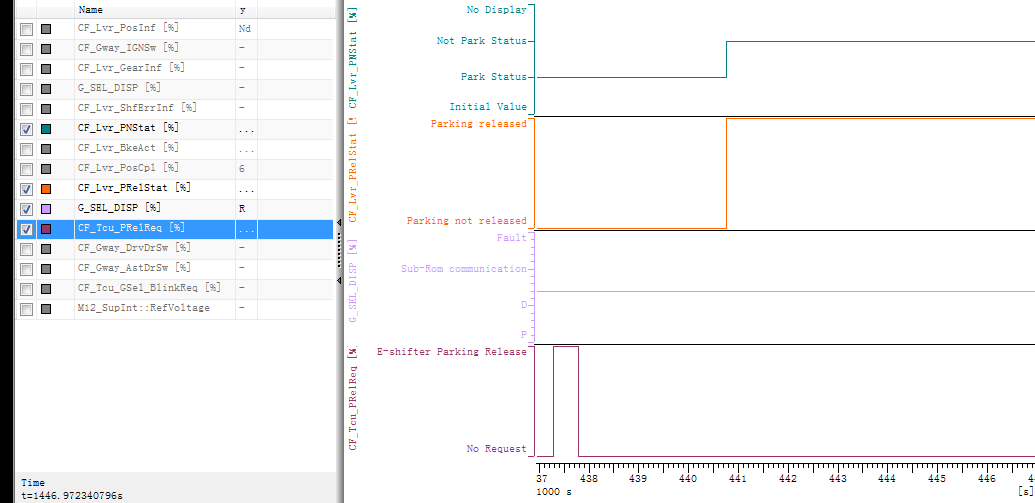 Name y
CF_Lvr_PosInf [%] Nd
CF_Gway_IGNSw [%] -
CF_Lvr_GearInf [%] -
G_SEL_DISP [%] -
CF_Lvr_ShfErrInf [%] -
CF_Lvr_PNStat [%] ...
CF_Lvr_BkeAct [%] ...
CF_Lvr_PosCpl [%] 6
CF_Lvr_PRelStat [%] ...
G_SEL_DISP [%] R
CF_Tcu_PRelReq [%] ...
CF_Gway_DrvDrSw [%] -
CF_Gway_AstDrSw [%] -
CF_Tcu_GSel_BlinkReq [%] -
M12_SupInt::RefVoltage -
Time
t=1446.972340796s
CF_Lvr_PNStat [%]
No Display
Not Park Status
Park Status
Initial Value
CF_Lvr_PRelStat [%
Parking released
Parking not released
G_SEL_DISP [%]
Fault
Sub-Rom communication
D
P
CF_Tcu_PRelReq [%]
E-shifter Parking Release
No Request
37 438 439 440 441 442 443 444 445 446
1000 s [s]